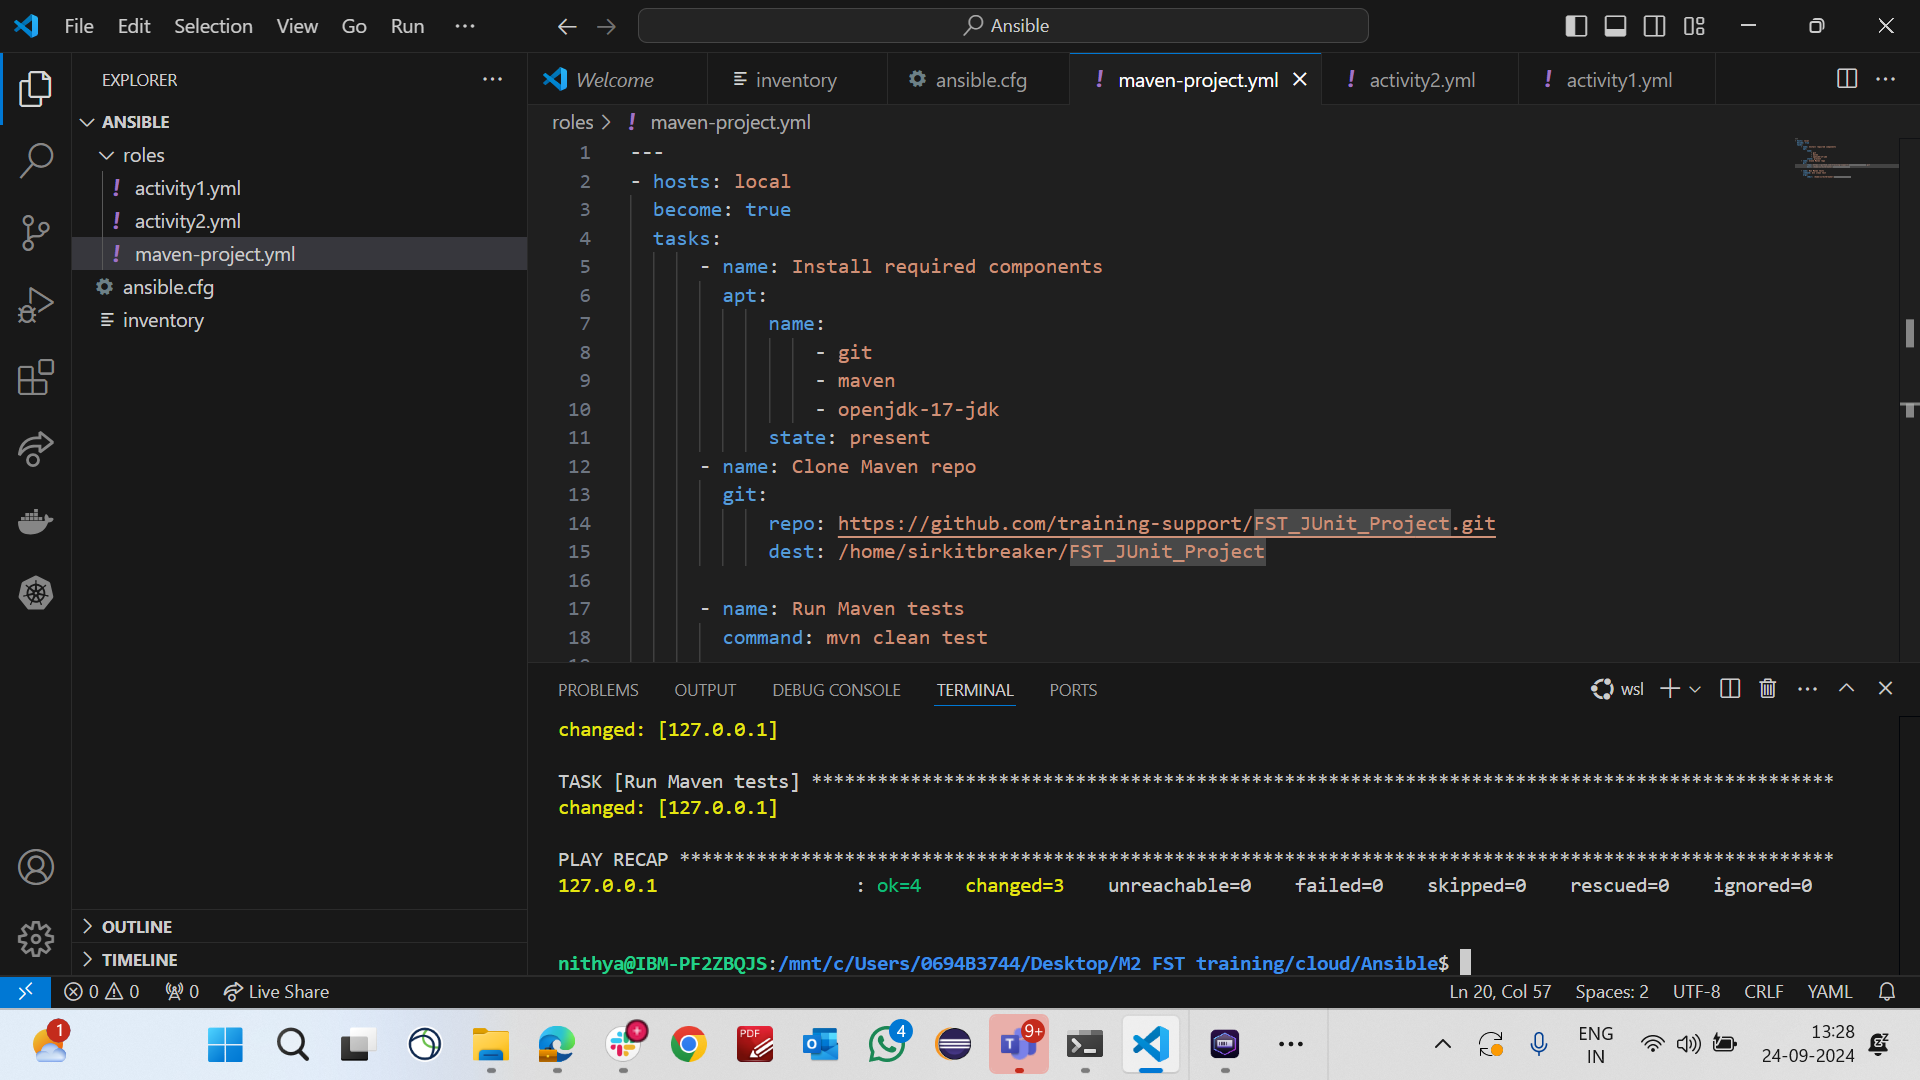 File Edit Selection View Go Run ···
Ansible
EXPLORER
ANSIBLE
roles
activity1.yml
activity2.yml
maven-project.yml
ansible.cfg
inventory
OUTLINE
TIMELINE
Welcome inventory ansible.cfg maven-project.yml activity2.yml activity1.yml
roles > ! maven-project.yml
1 ---
2 - hosts: local
3 become: true
4 tasks:
5 - name: Install required components
6 apt:
7 name:
8 - git
9 - maven
10 - openjdk-17-jdk
11 state: present
12 - name: Clone Maven repo
13 git:
14 repo: https://github.com/training-support/FST_JUnit_Project.git
15 dest: /home/sirkitbreaker/FST_JUnit_Project
16
17 - name: Run Maven tests
18 command: mvn clean test
PROBLEMS OUTPUT DEBUG CONSOLE TERMINAL PORTS
wsl
changed: [127.0.0.1]
TASK [Run Maven tests] *********************************************************************************************
changed: [127.0.0.1]
PLAY RECAP *********************************************************************************************************
127.0.0.1 : ok=4 changed=3 unreachable=0 failed=0 skipped=0 rescued=0 ignored=0
nithya@IBM-PF2ZBQJS:/mnt/c/Users/0694B3744/Desktop/M2 FST training/cloud/Ansible$
0 0 0 Live Share
Ln 20, Col 57 Spaces: 2 UTF-8 CRLF YAML
1
PDF
4
9+
ENG
IN
13:28
24-09-2024